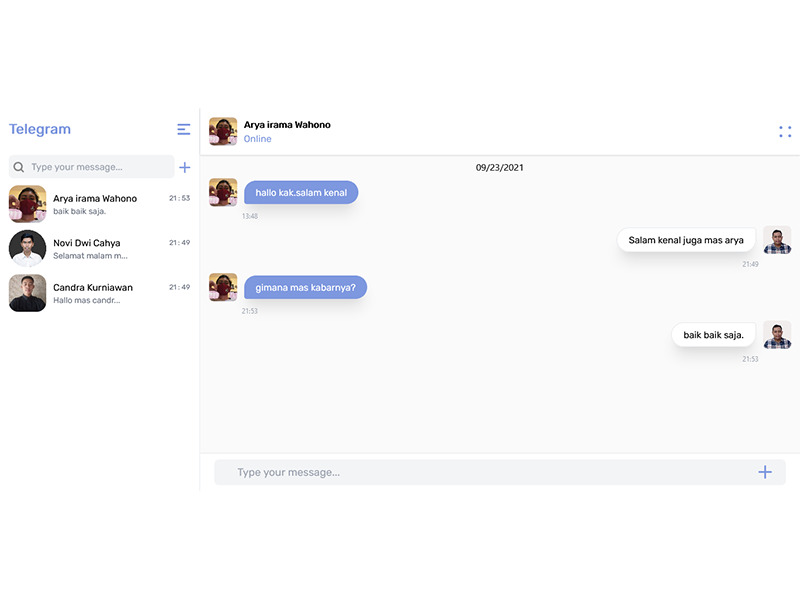 Telegram
Type your message...
Arya irama Wahono
21:53
baik baik saja.
Novi Dwi Cahya
21:49
Selamat malam m...
Candra Kurniawan
21:49
Hallo mas candr...
Arya irama Wahono
Online
09/23/2021
hallo kak.salam kenal
13:48
Salam kenal juga mas arya
21:49
gimana mas kabarnya?
21:53
baik baik saja.
21:53
Type your message...